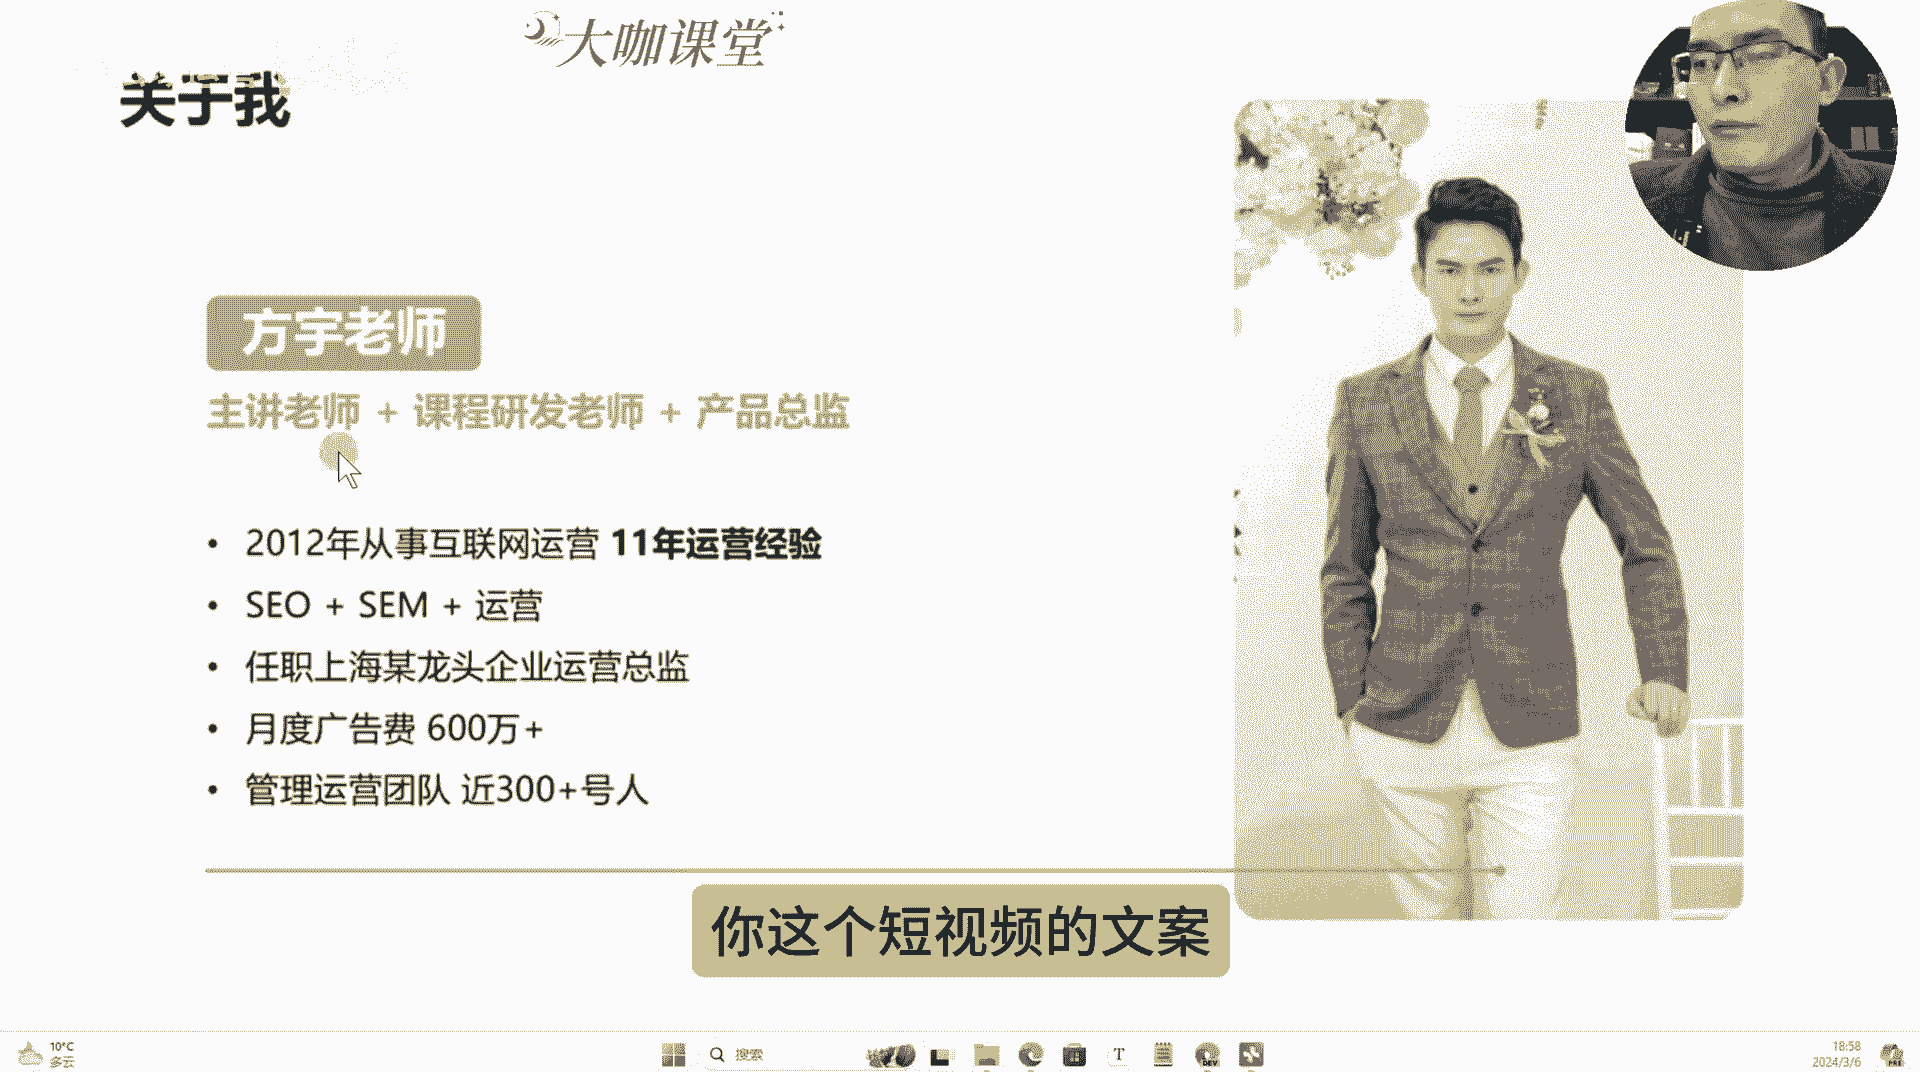 大咖课堂
关于我
方宇老师
主讲老师 + 课程研发老师 + 产品总监
• 2012年从事互联网运营 11年运营经验
• SEO + SEM + 运营
• 任职上海某龙头企业运营总监
• 月度广告费 600万+
• 管理运营团队 近300+号人
你这个短视频的文案
10°C
多云
搜索
T
DEV
18:58
2024/3/6
PRE